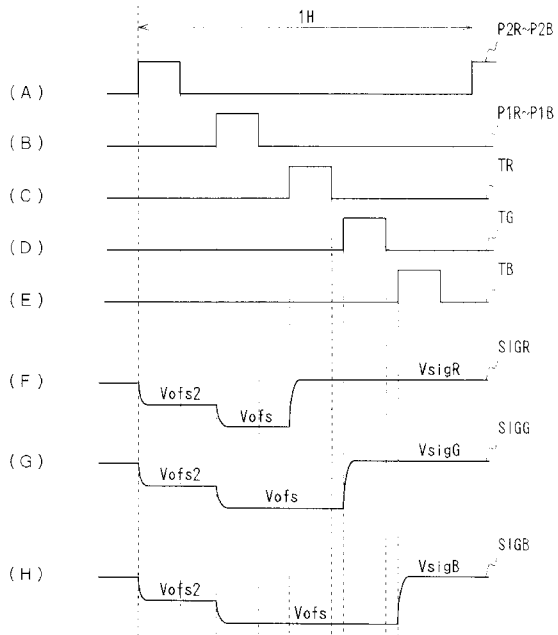 1H
P2R~P2B
(A)
P1R~P1B
(B)
TR
(C)
TG
(D)
TB
(E)
SIGR
(F)
Vofs2
Vofs
VsigR
SIGG
(G)
Vofs2
Vofs
VsigG
SIGB
(H)
Vofs2
Vofs
VsigB